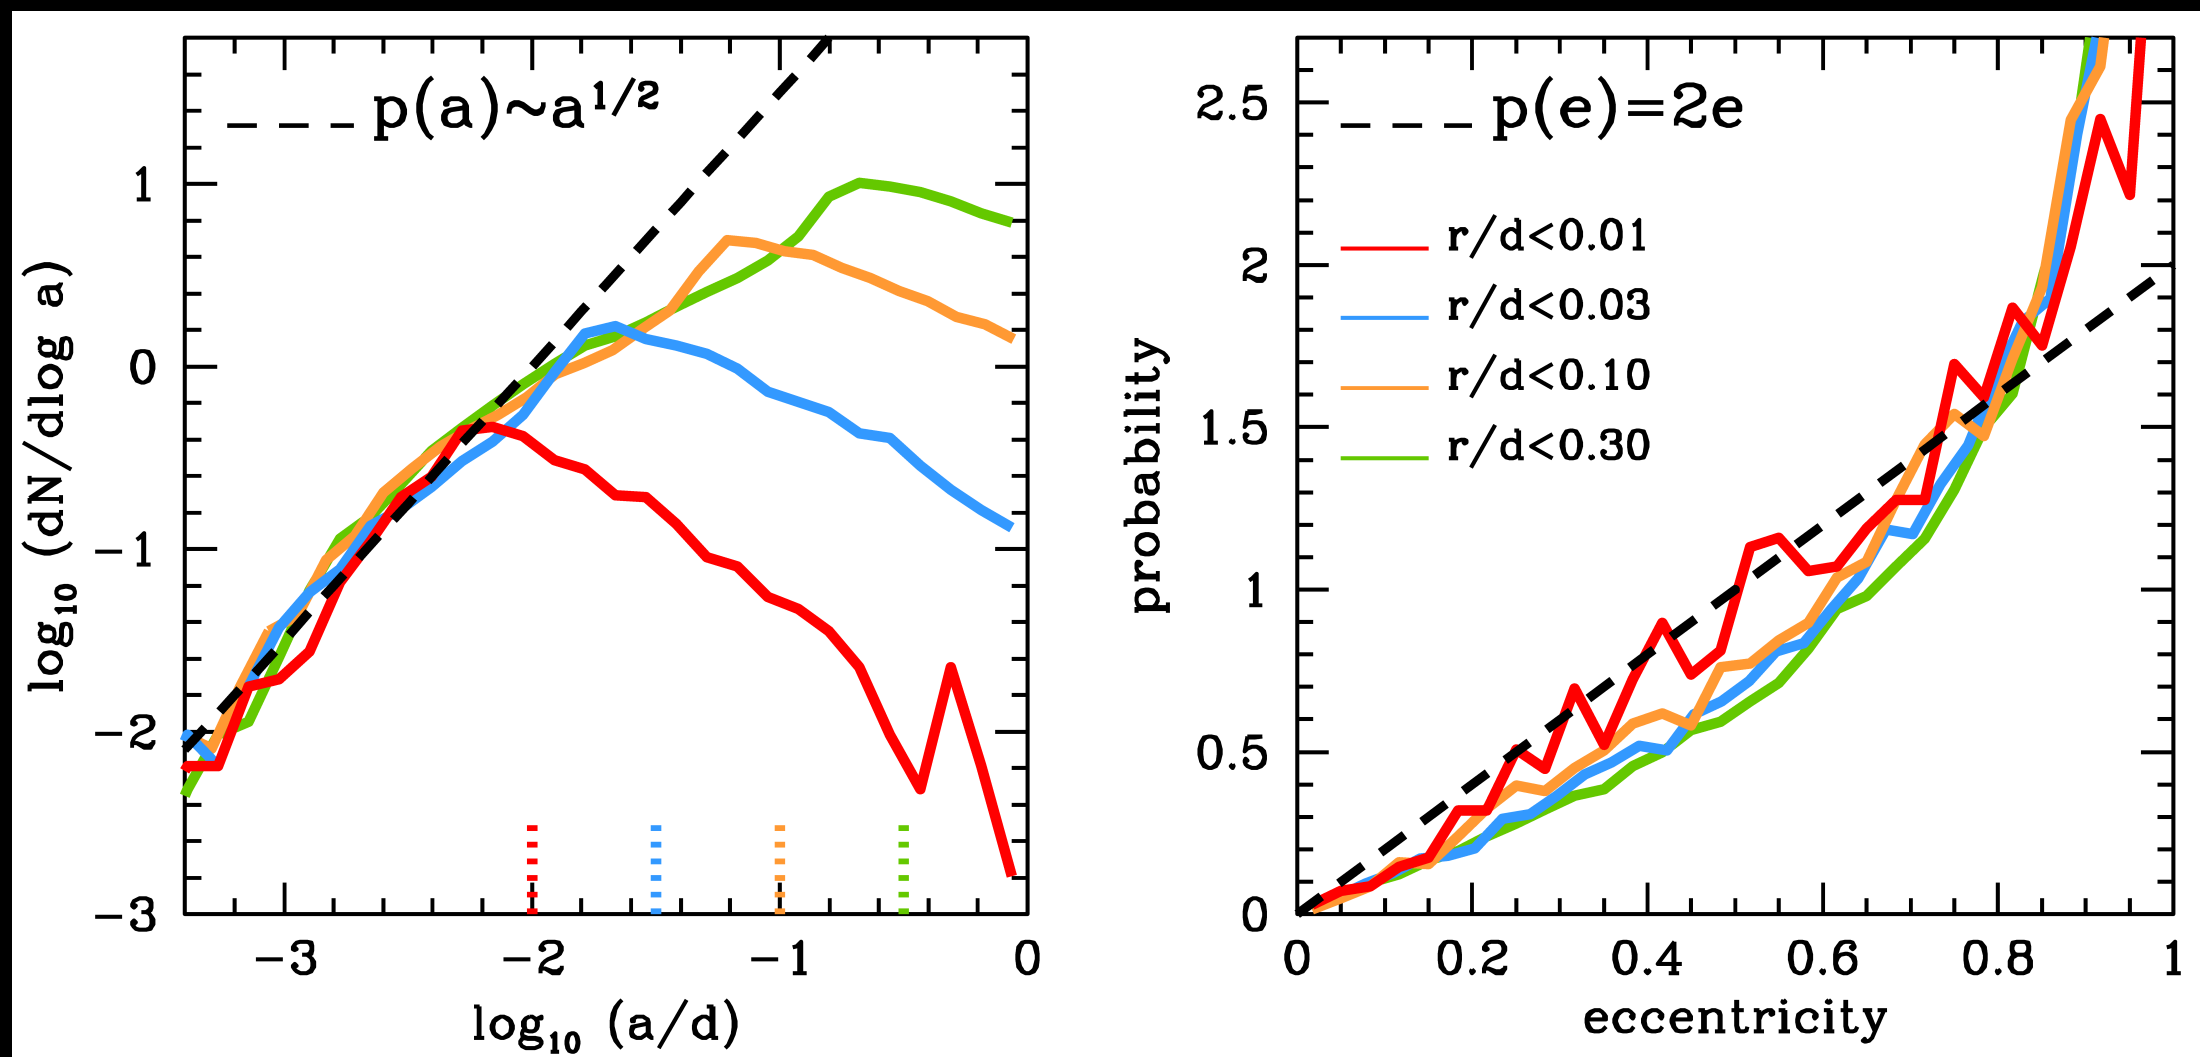 p(a)~a^1/2
1
0
−1
−2
−3
−3 −2 −1 0
log₁₀ (dN/dlog a)
log₁₀ (a/d)
p(e)=2e
r/d<0.01
r/d<0.03
r/d<0.10
r/d<0.30
2.5
2
1.5
1
0.5
0
0 0.2 0.4 0.6 0.8 1
probability
eccentricity